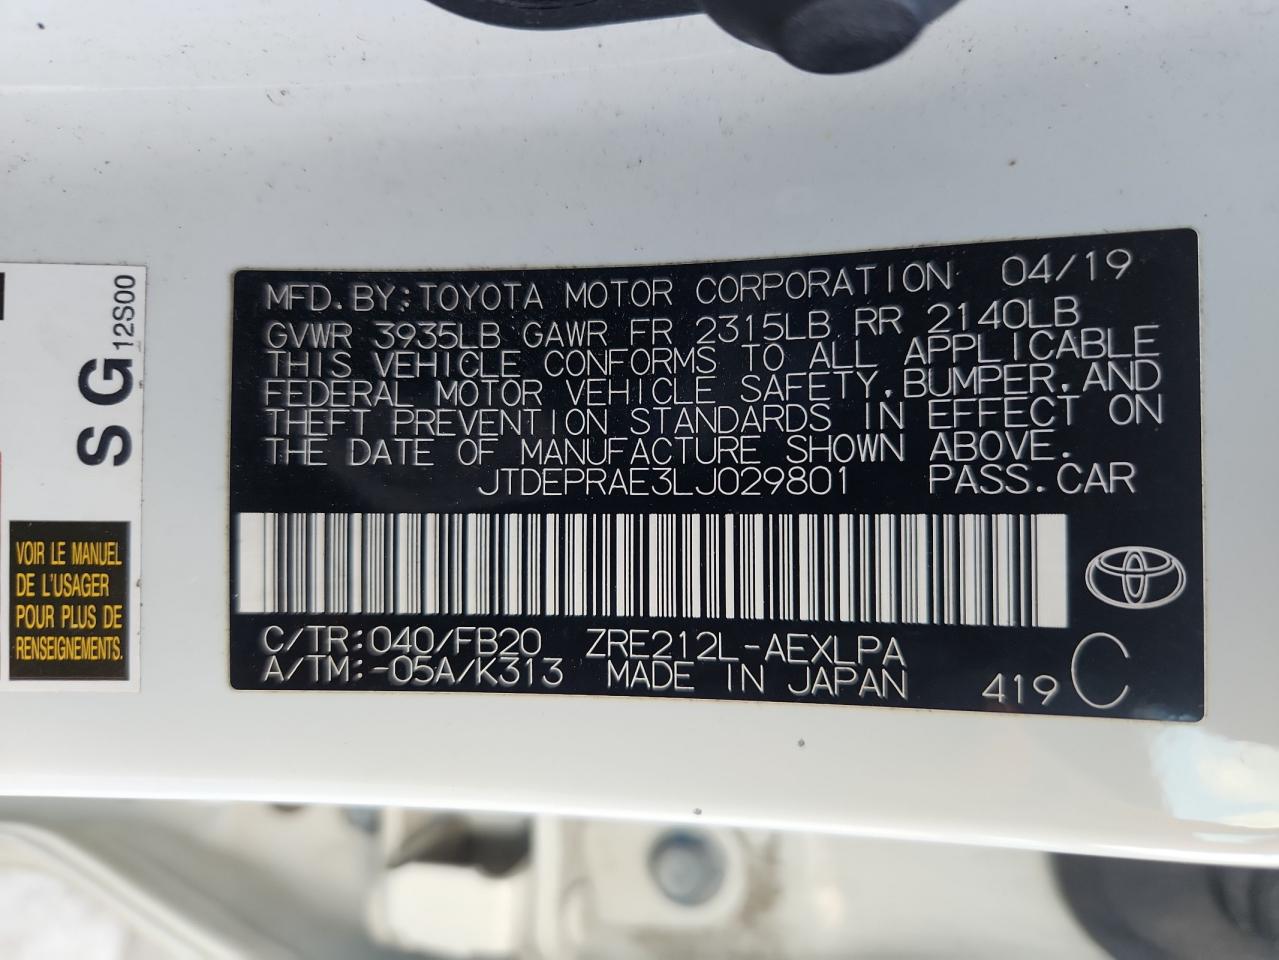 S G 12S00
VOIR LE MANUEL
DE L'USAGER
POUR PLUS DE
RENSEIGNEMENTS.
MFD.BY:TOYOTA MOTOR CORPORATION 04/19
GVWR 3935LB GAWR FR 2315LB RR 2140LB
THIS VEHICLE CONFORMS TO ALL APPLICABLE
FEDERAL MOTOR VEHICLE SAFETY,BUMPER,AND
THEFT PREVENTION STANDARDS IN EFFECT ON
THE DATE OF MANUFACTURE SHOWN ABOVE.
JTDEPRAE3LJ029801 PASS.CAR
C/TR:040/FB20 ZRE212L-AEXLPA
A/TM:-05A/K313 MADE IN JAPAN 419 C